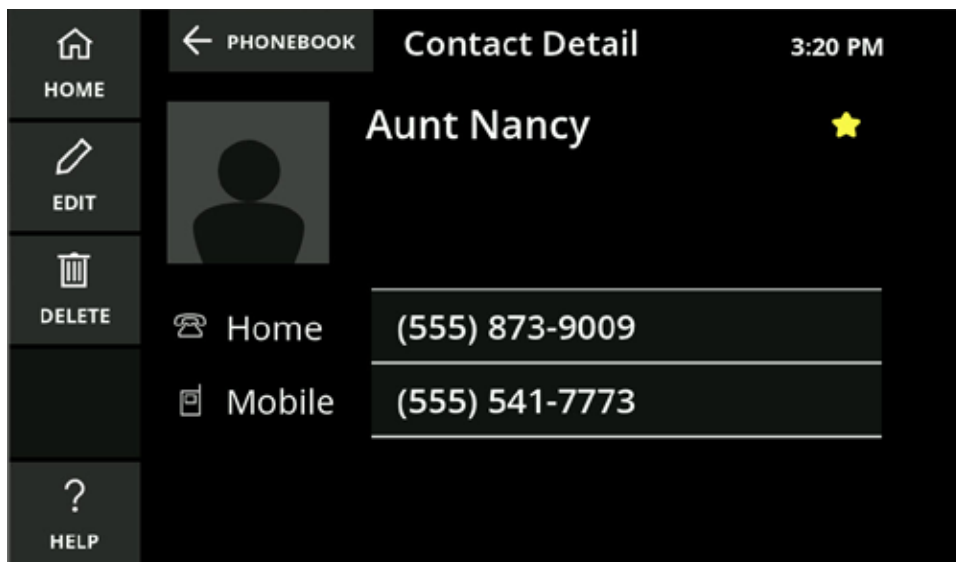 HOME
← PHONEBOOK
Contact Detail
3:20 PM
Aunt Nancy
EDIT
DELETE
Home (555) 873-9009
Mobile (555) 541-7773
?
HELP